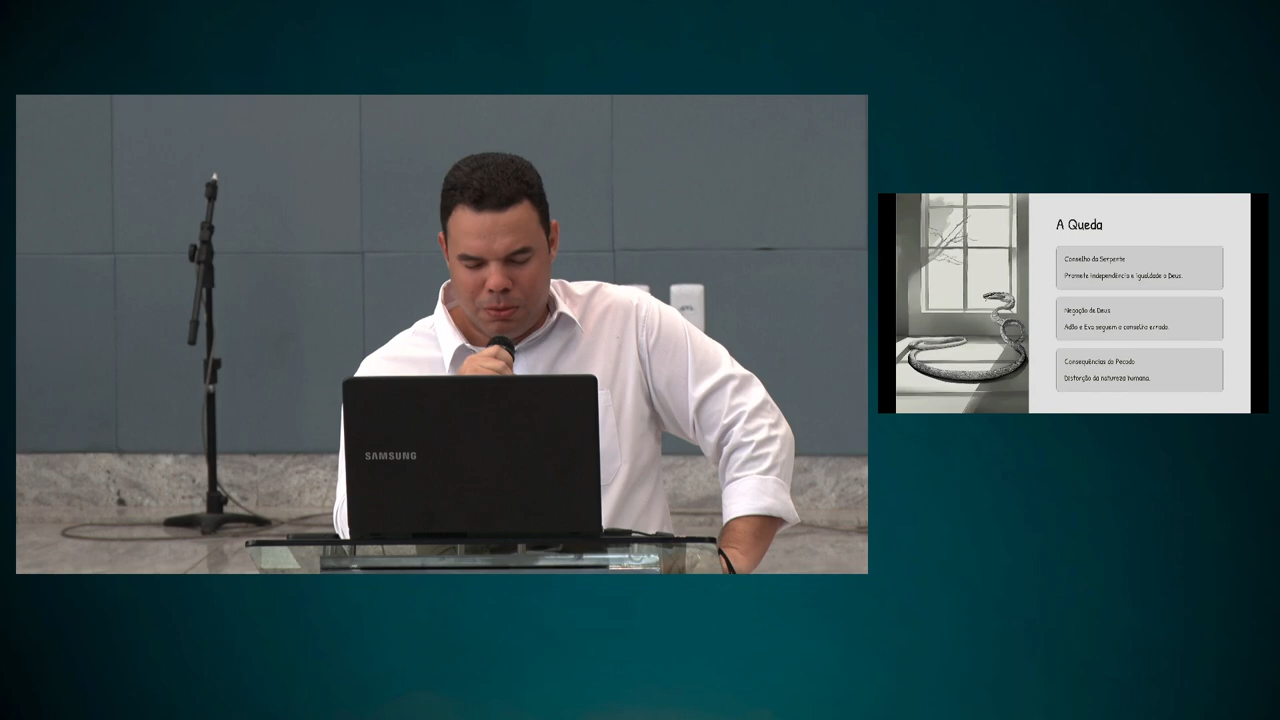 SAMSUNG
A Queda
Conselho da Serpente
Promete independência e igualdade a Deus.
Negação de Deus
Adão e Eva seguem o conselho errado.
Consequências do Pecado
Distorção da natureza humana.